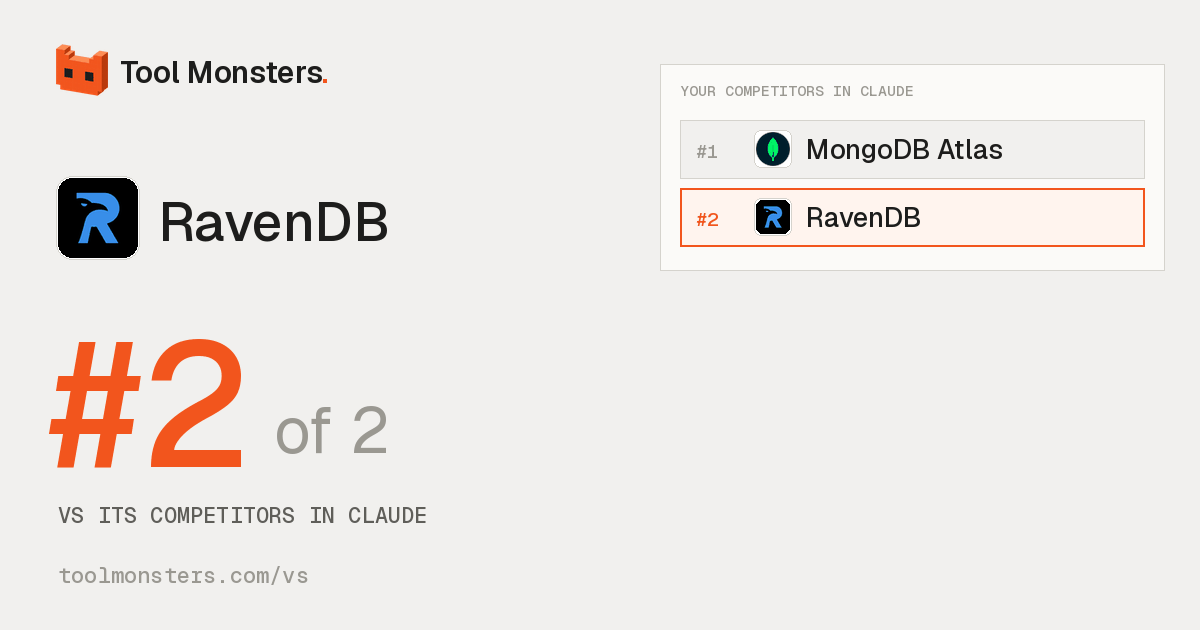 Tool Monsters.
RavenDB
#2 of 2
VS ITS COMPETITORS IN CLAUDE
toolmonsters.com/vs
YOUR COMPETITORS IN CLAUDE
#1 MongoDB Atlas
#2 RavenDB